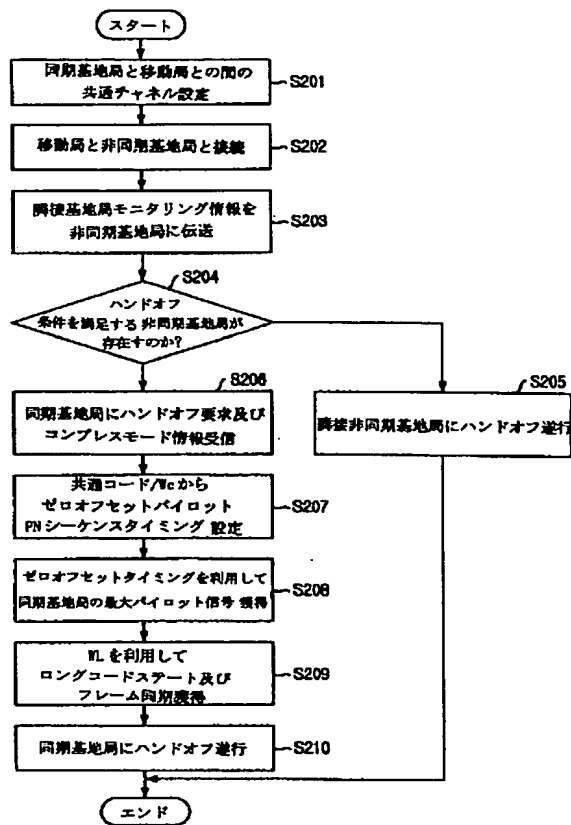 スタート
同期基地局と移動局との間の
共通チャネル設定
S201
移動局と非同期基地局と接続
S202
隣接基地局モニタリング情報を
非同期基地局に伝送
S203
S204
ハンドオフ
条件を満足する非同期基地局が
存在すのか?
S206
同期基地局にハンドオフ要求及び
コンプレスモード情報受信
S205
隣接非同期基地局にハンドオフ遂行
共通コード/Wcから
ゼロオフセットパイロット
PNシーケンスタイミング 設定
S207
ゼロオフセットタイミングを利用して
同期基地局の最大パイロット信号 獲得
S208
WLを利用して
ロングコードステート及び
フレーム同期獲得
S209
同期基地局にハンドオフ遂行
S210
エンド